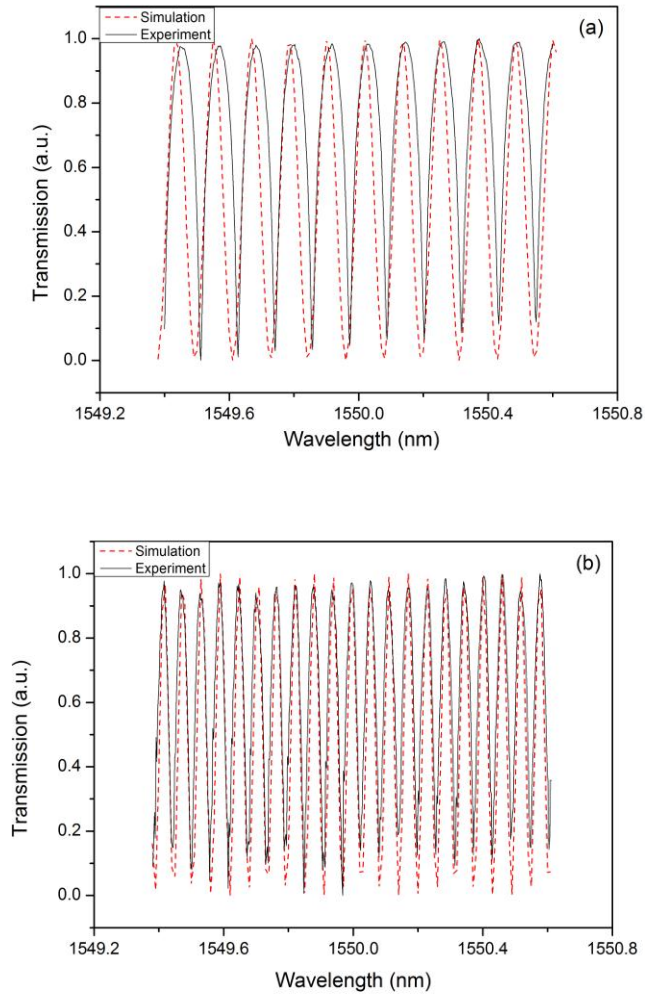 Simulation
Experiment
(a)
1.0
0.8
0.6
0.4
0.2
0.0
Transmission (a.u.)
1549.2 1549.6 1550.0 1550.4 1550.8
Wavelength (nm)
Simulation
Experiment
(b)
1.0
0.8
0.6
0.4
0.2
0.0
Transmission (a.u.)
1549.2 1549.6 1550.0 1550.4 1550.8
Wavelength (nm)